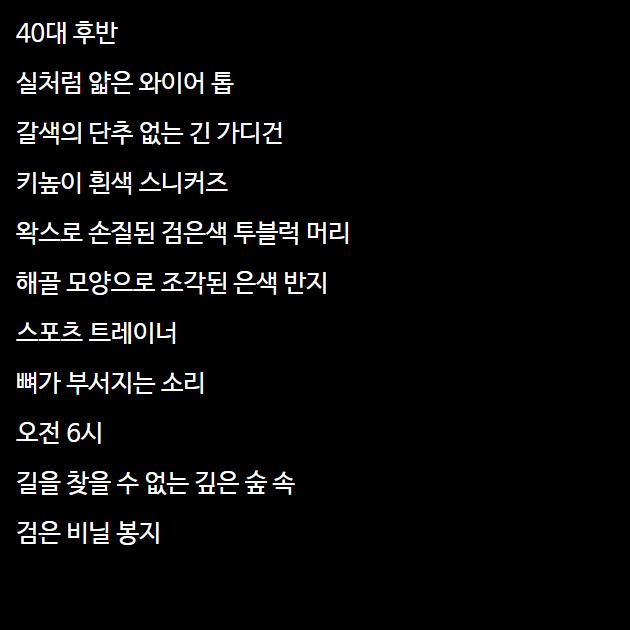 40대 후반
실처럼 얇은 와이어 톱
갈색의 단추 없는 긴 가디건
키높이 흰색 스니커즈
왁스로 손질된 검은색 투블럭 머리
해골 모양으로 조각된 은색 반지
스포츠 트레이너
뼈가 부서지는 소리
오전 6시
길을 찾을 수 없는 깊은 숲 속
검은 비닐 봉지